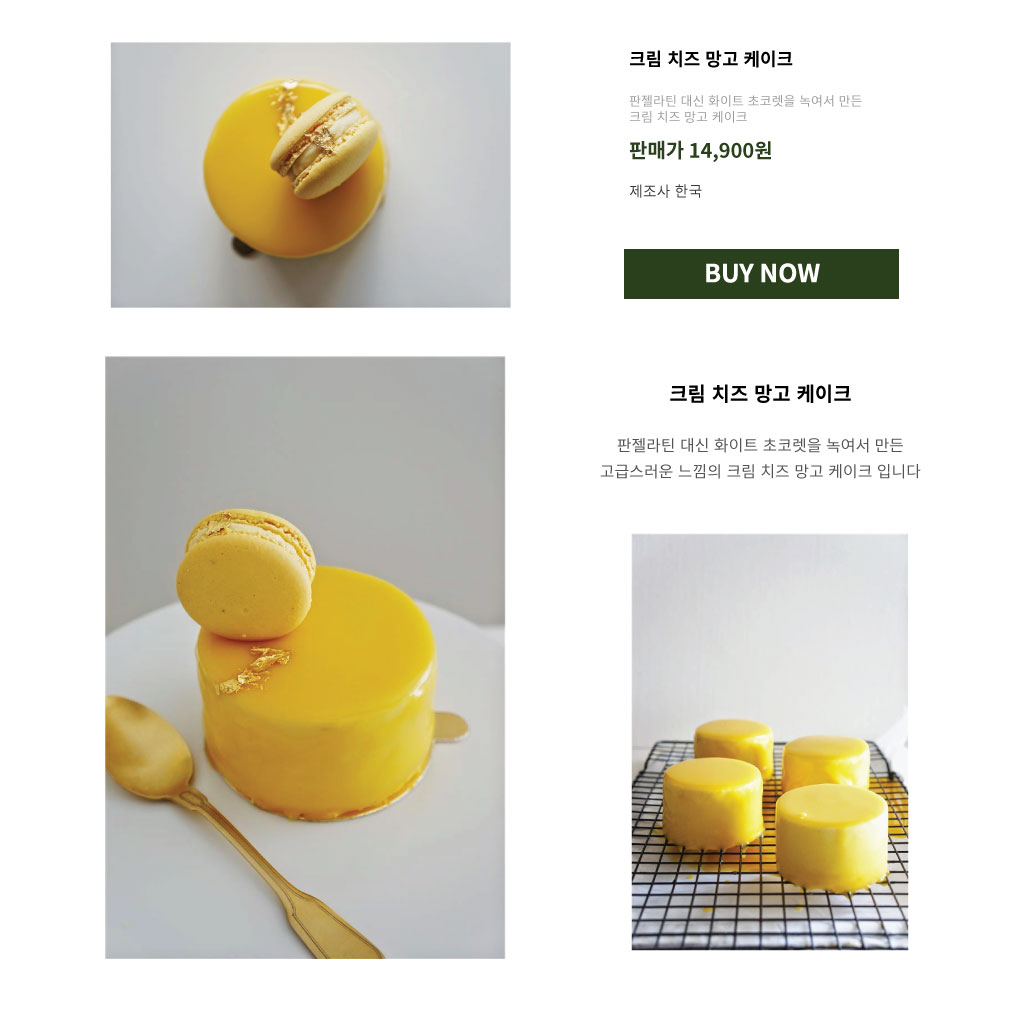 크림 치즈 망고 케이크
판젤라틴 대신 화이트 초코렛을 녹여서 만든
크림 치즈 망고 케이크
판매가 14,900원
제조사 한국
BUY NOW
크림 치즈 망고 케이크
판젤라틴 대신 화이트 초코렛을 녹여서 만든
고급스러운 느낌의 크림 치즈 망고 케이크 입니다